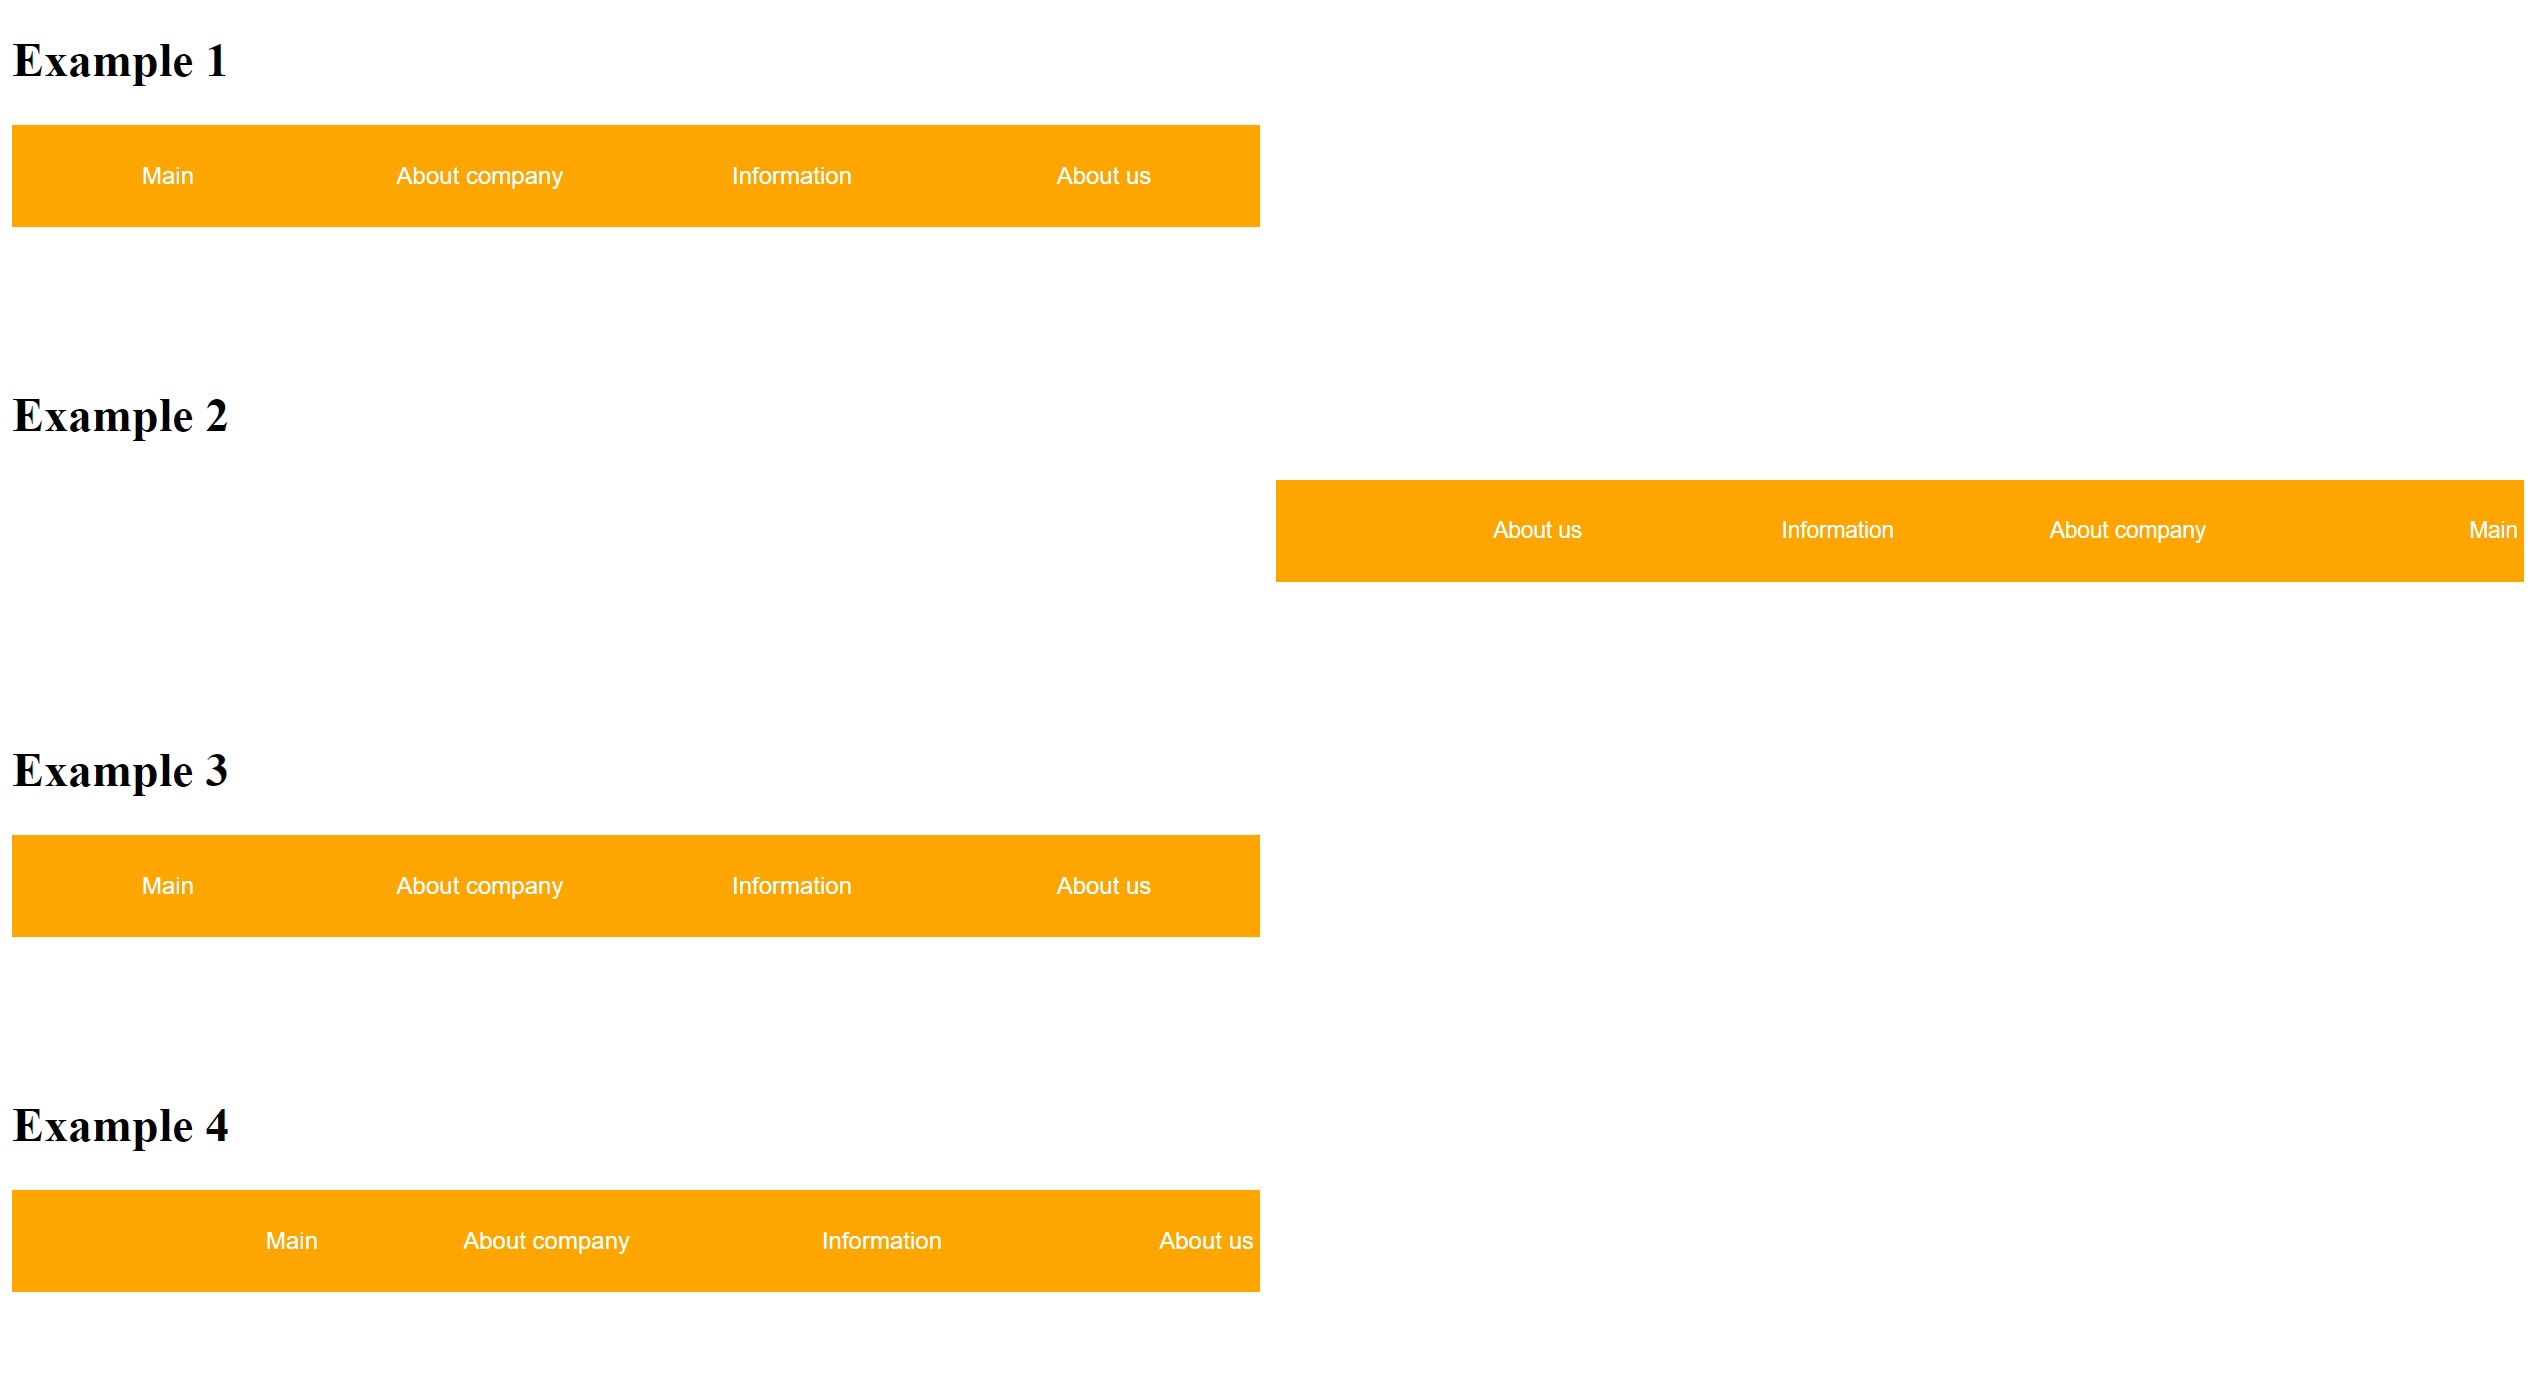 Example 1
Main About company Information About us
Example 2
About us Information About company Main
Example 3
Main About company Information About us
Example 4
Main About company Information About us